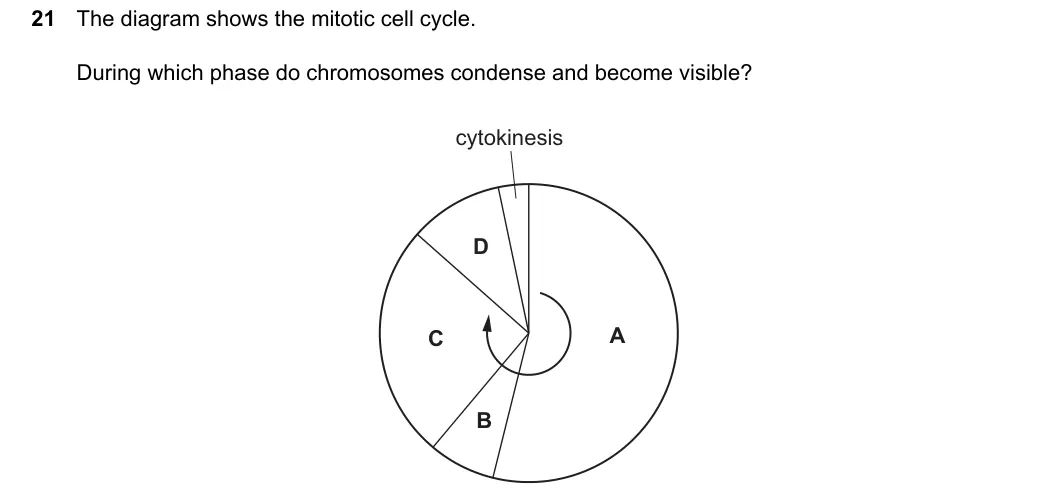 21 The diagram shows the mitotic cell cycle.
During which phase do chromosomes condense and become visible?
cytokinesis
D
C
A
B